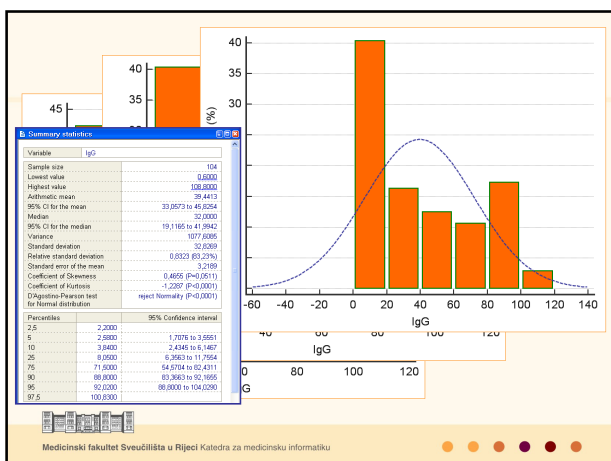 45
40
35
40
35
30
(%)
-60 -40 -20 0 20 40 60 80 100 120 140
IgG
40 60 80 100 120
IgG
60 80 100 120
IgG
Summary statistics
Variable IgG
Sample size 104
Lowest value 0,6000
Highest value 108,8000
Arithmetic mean 39,4413
95% CI for the mean 33,0573 to 45,8254
Median 32,0000
95% CI for the median 19,1165 to 41,9942
Variance 1077,6085
Standard deviation 32,8269
Relative standard deviation 0,8323 (83,23%)
Standard error of the mean 3,2189
Coefficient of Skewness 0,4655 (P=0,0511)
Coefficient of Kurtosis -1,2287 (P<0,0001)
D'Agostino-Pearson test reject Normality (P<0,0001)
for Normal distribution
Percentiles 95% Confidence interval
2,5 2,2000
5 2,5800 1,7076 to 3,5551
10 3,8400 2,4345 to 6,1467
25 8,0500 6,3563 to 11,7554
75 71,5000 54,5704 to 82,4311
90 88,8000 83,3663 to 92,1655
95 92,0200 88,8000 to 104,0290
97,5 100,6300
Medicinski fakultet Sveučilišta u Rijeci Katedra za medicinsku informatiku